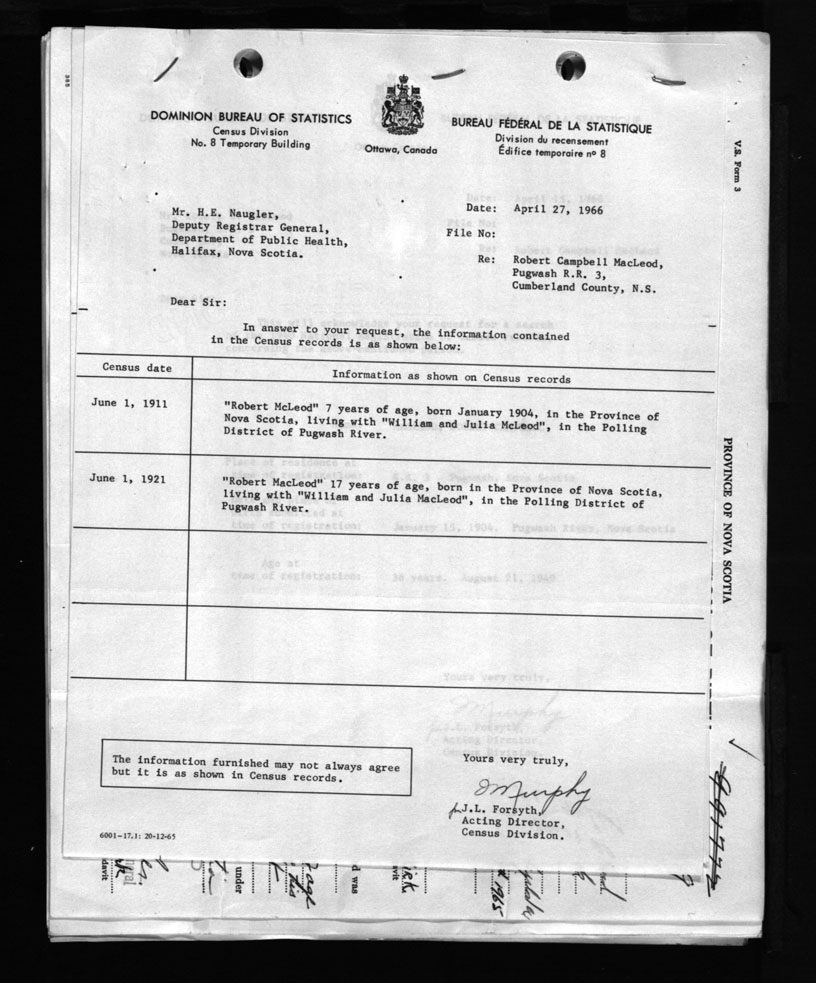 DOMINION BUREAU OF STATISTICS
Census Division
No. 8 Temporary Building
Ottawa, Canada
BUREAU FÉDÉRAL DE LA STATISTIQUE
Division du recensement
Édifice temporaire nº 8
V.S. Form 3
Mr. H.E. Naugler,
Deputy Registrar General,
Department of Public Health,
Halifax, Nova Scotia.
Date: April 27, 1966
File No:
Re: Robert Campbell MacLeod,
Pugwash R.R. 3,
Cumberland County, N.S.
Dear Sir:
In answer to your request, the information contained
in the Census records is as shown below:
Census date
Information as shown on Census records
June 1, 1911
"Robert McLeod" 7 years of age, born January 1904, in the Province of
Nova Scotia, living with "William and Julia McLeod", in the Polling
District of Pugwash River.
June 1, 1921
"Robert MacLeod" 17 years of age, born in the Province of Nova Scotia,
living with "William and Julia MacLeod", in the Polling District of
Pugwash River.
PROVINCE OF NOVA SCOTIA
The information furnished may not always agree
but it is as shown in Census records.
Yours very truly,
Murphy
J.L. Forsyth,
Acting Director,
Census Division.
6001-17.1: 20-12-65
under
d was
1965